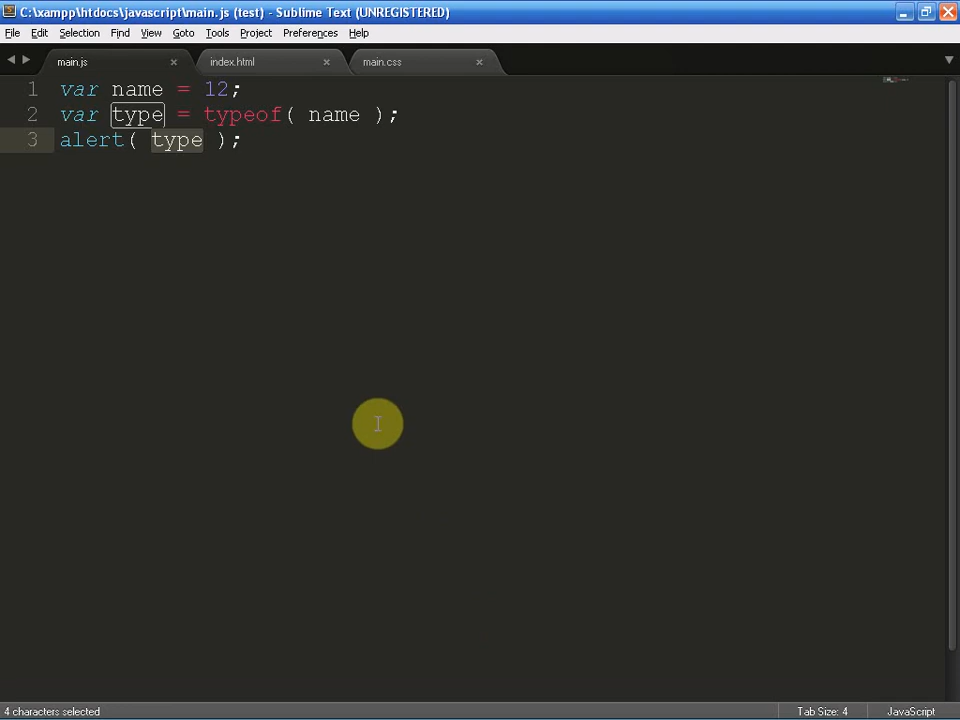 C:\xampp\htdocs\javascript\main.js (test) - Sublime Text (UNREGISTERED)
File Edit Selection Find View Goto Tools Project Preferences Help
main.js index.html main.css
1 var name = 12;
2 var type = typeof( name );
3 alert( type );
4 characters selected Tab Size: 4 JavaScript